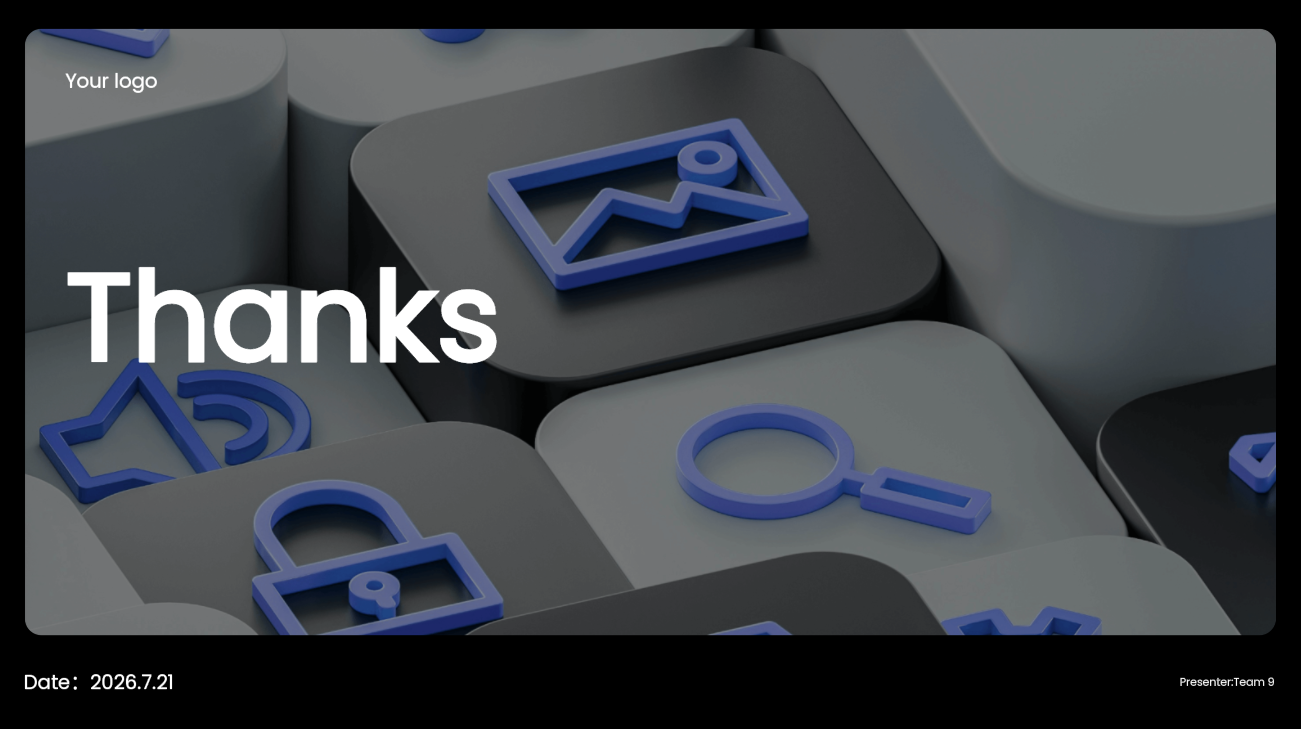 Your logo
Thanks
Date：2026.7.21
Presenter:Team 9